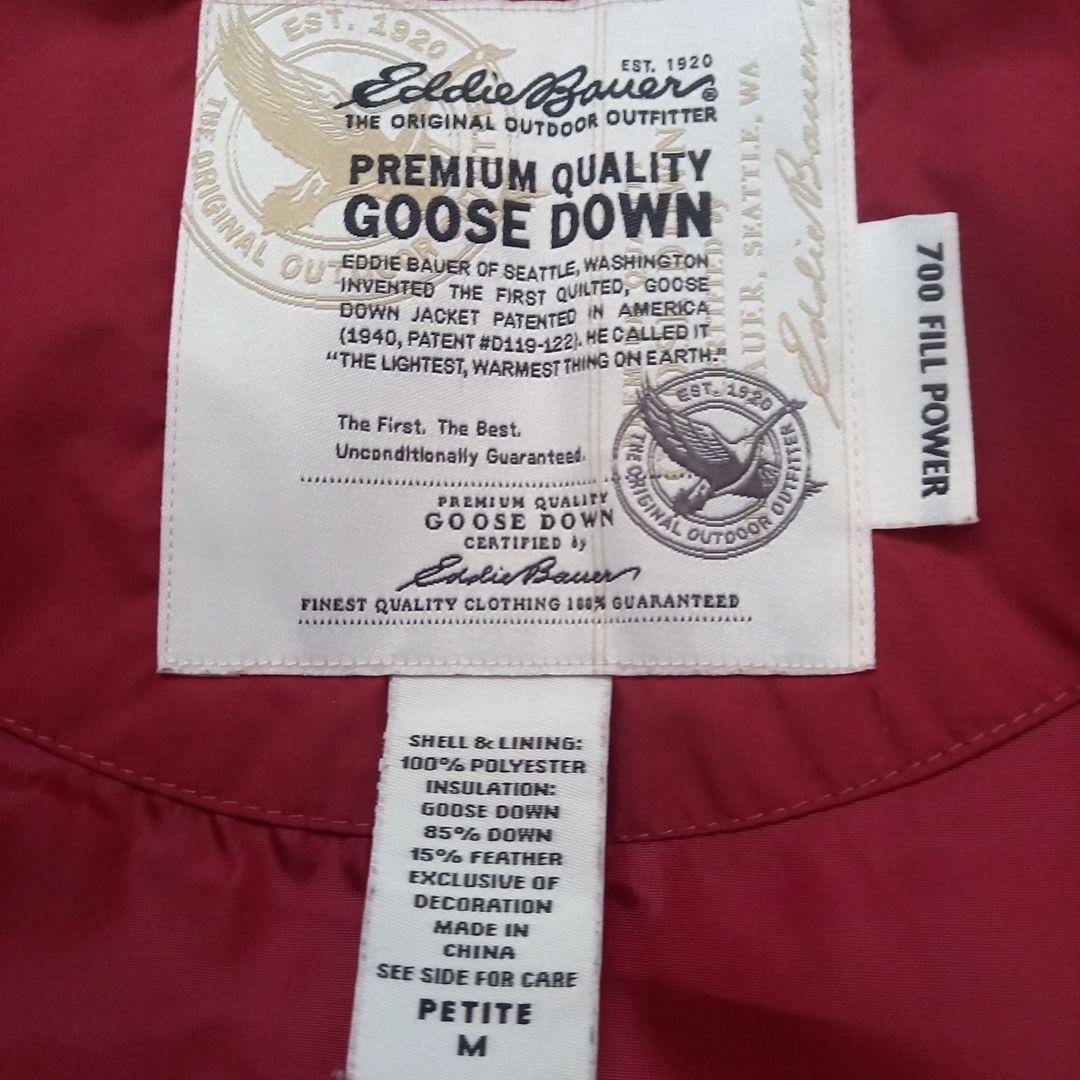 EST. 1920
THE ORIGINAL OUTDOOR
EST. 1920
Eddie Bauer®
THE ORIGINAL OUTDOOR OUTFITTER
PREMIUM QUALITY
GOOSE DOWN
EDDIE BAUER OF SEATTLE, WASHINGTON
INVENTED THE FIRST QUILTED, GOOSE
DOWN JACKET PATENTED IN AMERICA
(1940, PATENT #D119-122). HE CALLED IT
"THE LIGHTEST, WARMEST THING ON EARTH."
The First. The Best.
Unconditionally Guaranteed.
PREMIUM QUALITY
GOOSE DOWN
CERTIFIED by
Eddie Bauer
FINEST QUALITY CLOTHING 100% GUARANTEED
EST. 1920
THE ORIGINAL OUTDOOR OUTFITTER
BAUER, SEATTLE, WA
Eddie Bauer
700 FILL POWER
SHELL & LINING:
100% POLYESTER
INSULATION:
GOOSE DOWN
85% DOWN
15% FEATHER
EXCLUSIVE OF
DECORATION
MADE IN
CHINA
SEE SIDE FOR CARE
PETITE
M